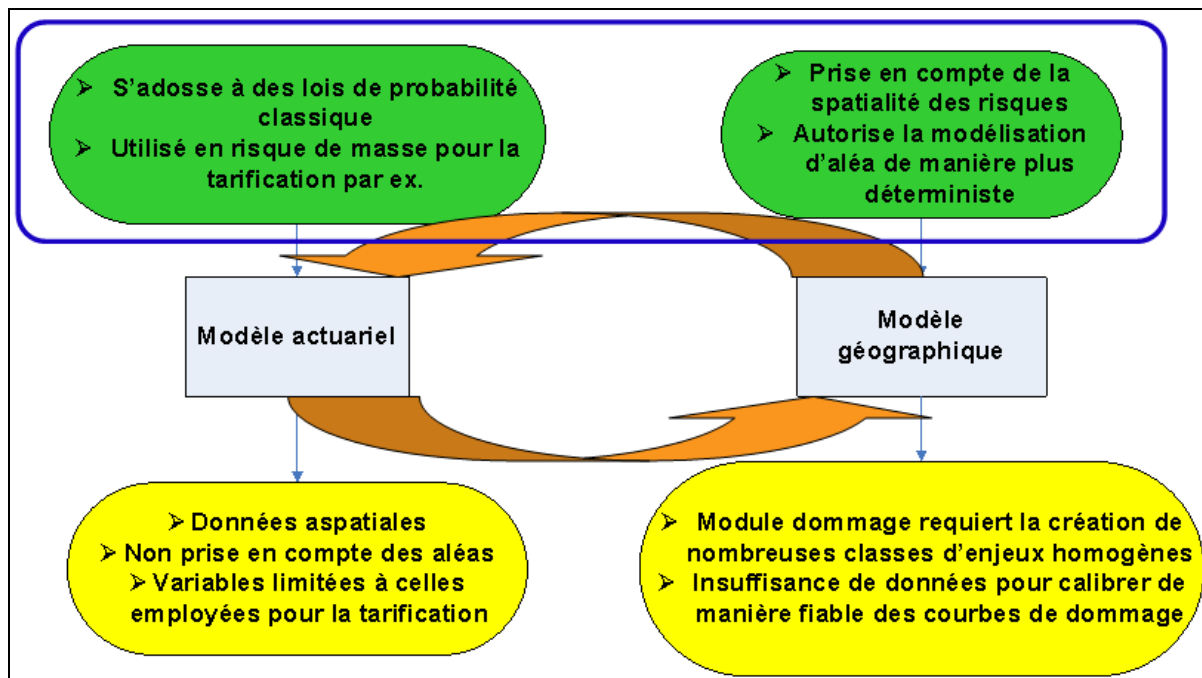 ➢ S'adosse à des lois de probabilité
classique
➢ Utilisé en risque de masse pour la
tarification par ex.
➢ Prise en compte de la
spatialité des risques
➢ Autorise la modélisation
d'aléa de manière plus
déterministe
Modèle actuariel
Modèle
géographique
➢ Données aspatiales
➢ Non prise en compte des aléas
➢ Variables limitées à celles
employées pour la tarification
➢ Module dommage requiert la création de
nombreuses classes d'enjeux homogènes
➢ Insuffisance de données pour calibrer de
manière fiable des courbes de dommage